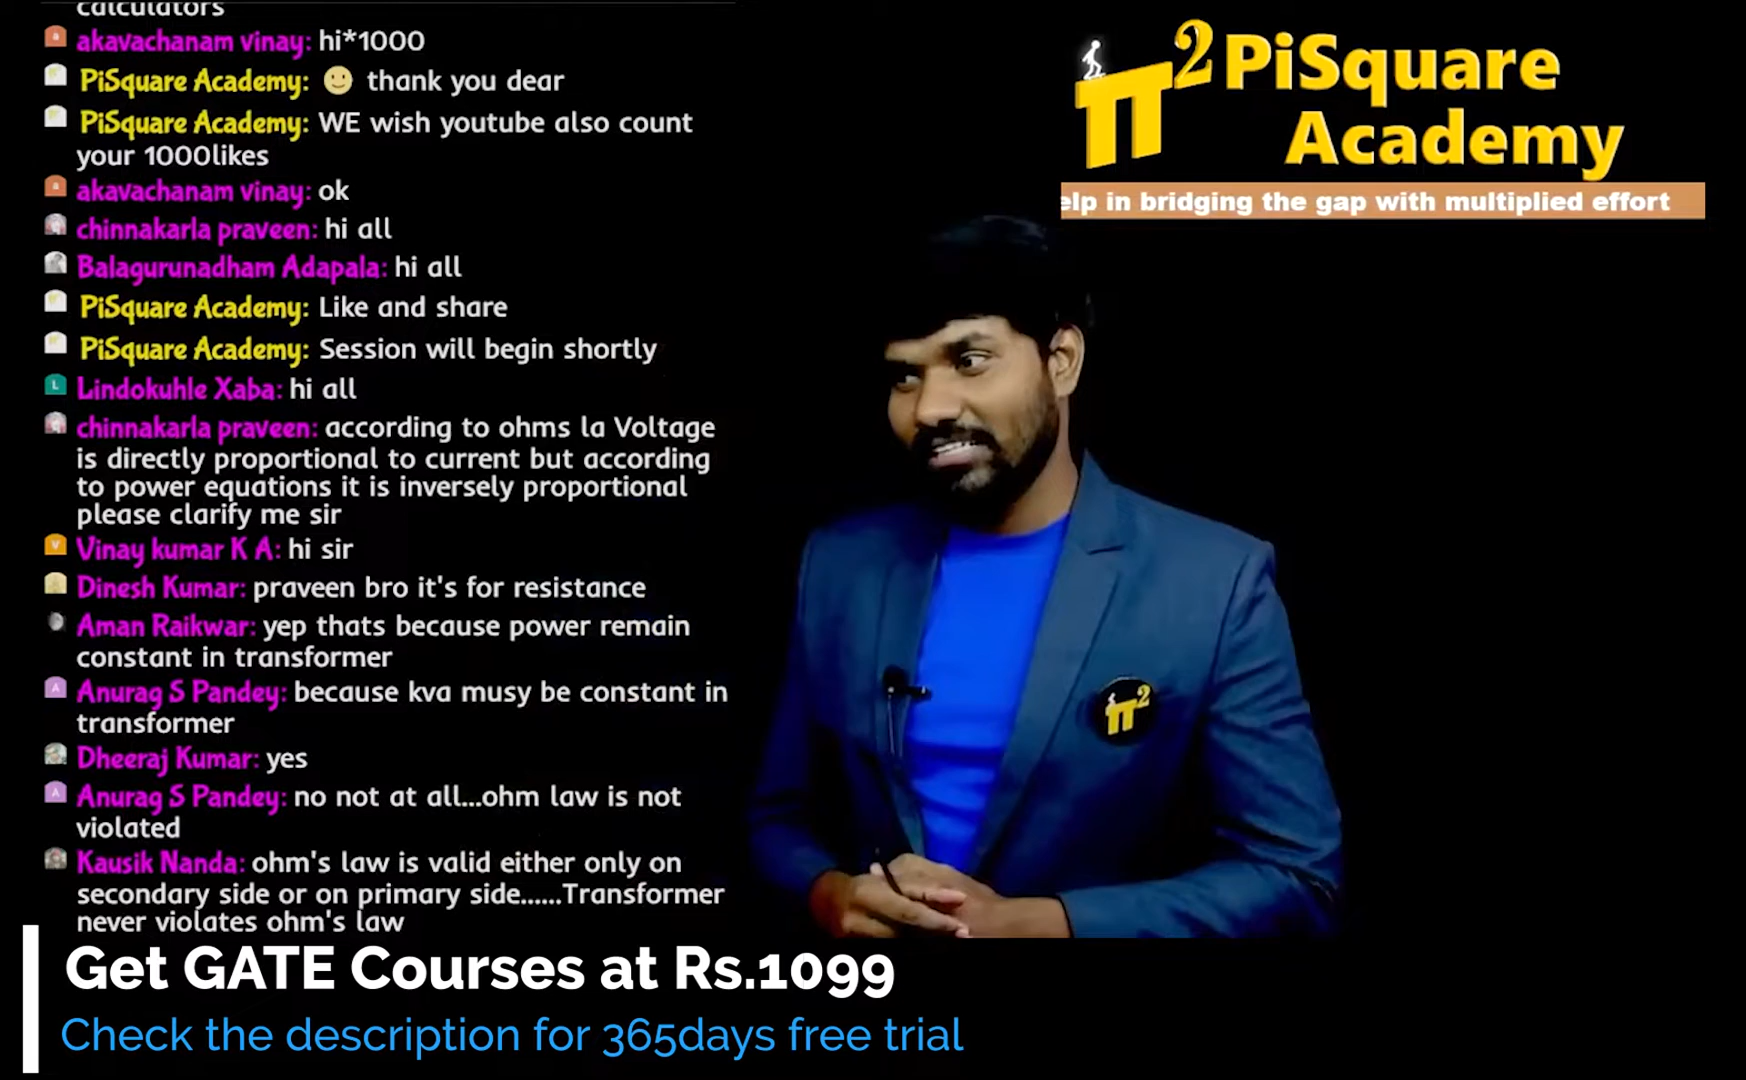 calculators
akavachanam vinay: hi*1000
PiSquare Academy: 🙂 thank you dear
PiSquare Academy: WE wish youtube also count
your 1000likes
akavachanam vinay: ok
chinnakarla praveen: hi all
Balagurunadham Adapala: hi all
PiSquare Academy: Like and share
PiSquare Academy: Session will begin shortly
Lindokuhle Xaba: hi all
chinnakarla praveen: according to ohms la Voltage
is directly proportional to current but according
to power equations it is inversely proportional
please clarify me sir
Vinay kumar K A: hi sir
Dinesh Kumar: praveen bro it's for resistance
Aman Raikwar: yep thats because power remain
constant in transformer
Anurag S Pandey: because kva musy be constant in
transformer
Dheeraj Kumar: yes
Anurag S Pandey: no not at all...ohm law is not
violated
Kausik Nanda: ohm's law is valid either only on
secondary side or on primary side......Transformer
never violates ohm's law
Get GATE Courses at Rs.1099
Check the description for 365days free trial
π² PiSquare
Academy
elp in bridging the gap with multiplied effort
π²